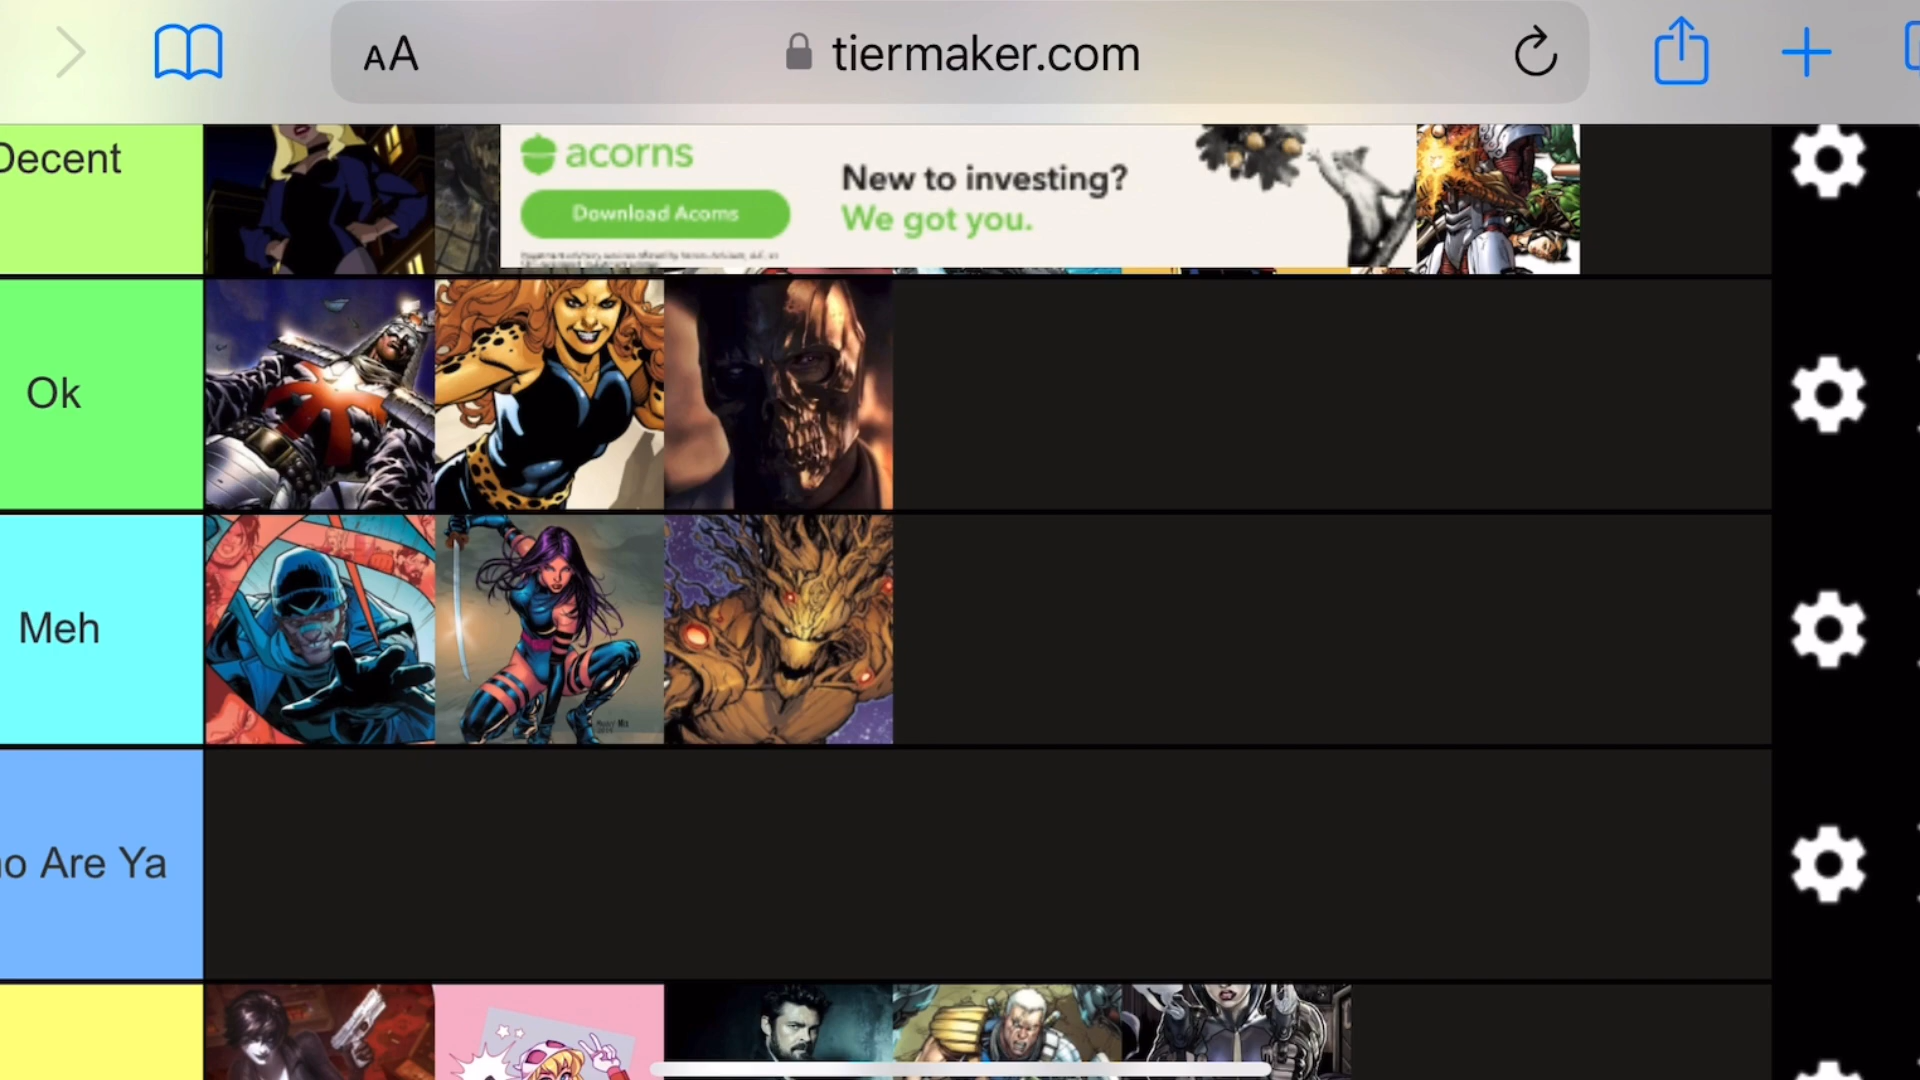 AA
tiermaker.com
Decent
acorns
Download Acorns
New to investing?
We got you.
Ok
Meh
o Are Ya